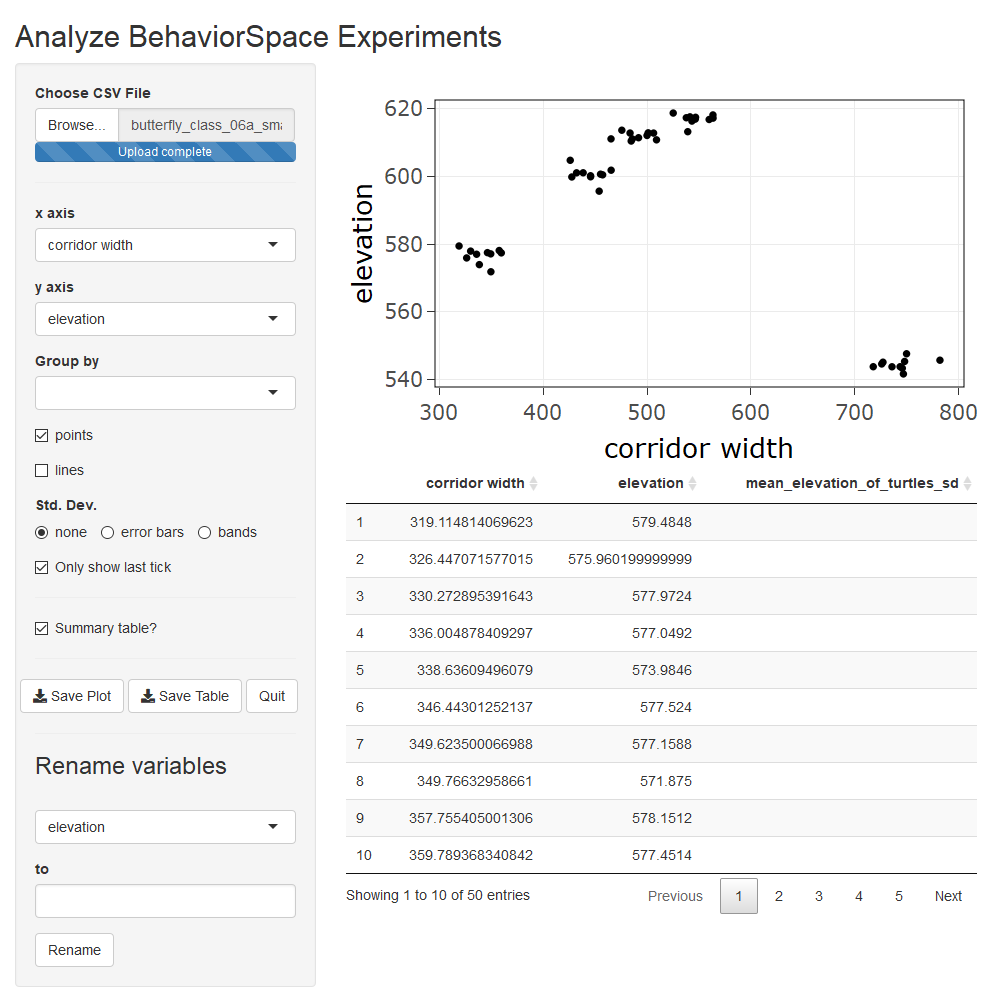 Analyze BehaviorSpace Experiments
Choose CSV File
Browse... butterfly_class_06a_sma
Upload complete
x axis
corridor width
y axis
elevation
Group by
points
lines
Std. Dev.
none error bars bands
Only show last tick
Summary table?
Save Plot Save Table Quit
Rename variables
elevation
to
Rename
620
600
580
560
540
elevation
300 400 500 600 700 800
corridor width
corridor width elevation mean_elevation_of_turtles_sd
1 319.114814069623 579.4848
2 326.447071577015 575.960199999999
3 330.272895391643 577.9724
4 336.004878409297 577.0492
5 338.63609496079 573.9846
6 346.44301252137 577.524
7 349.623500066988 577.1588
8 349.76632958661 571.875
9 357.755405001306 578.1512
10 359.789368340842 577.4514
Showing 1 to 10 of 50 entries Previous 1 2 3 4 5 Next